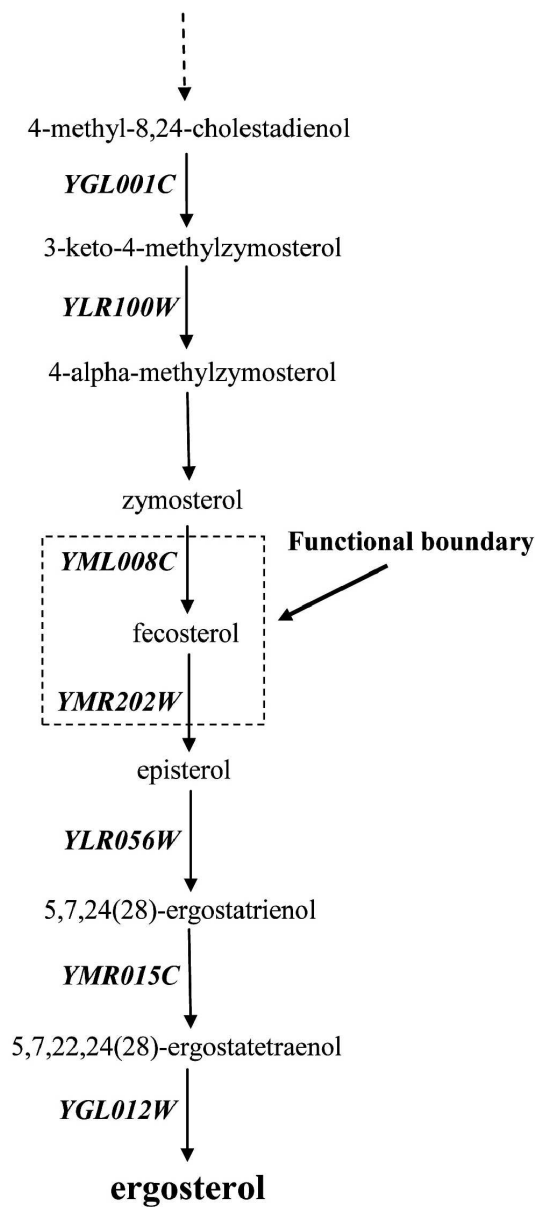 4-methyl-8,24-cholestadienol
YGL001C
3-keto-4-methylzymosterol
YLR100W
4-alpha-methylzymosterol
zymosterol
Functional boundary
YML008C
fecosterol
YMR202W
episterol
YLR056W
5,7,24(28)-ergostatrienol
YMR015C
5,7,22,24(28)-ergostatetraenol
YGL012W
ergosterol